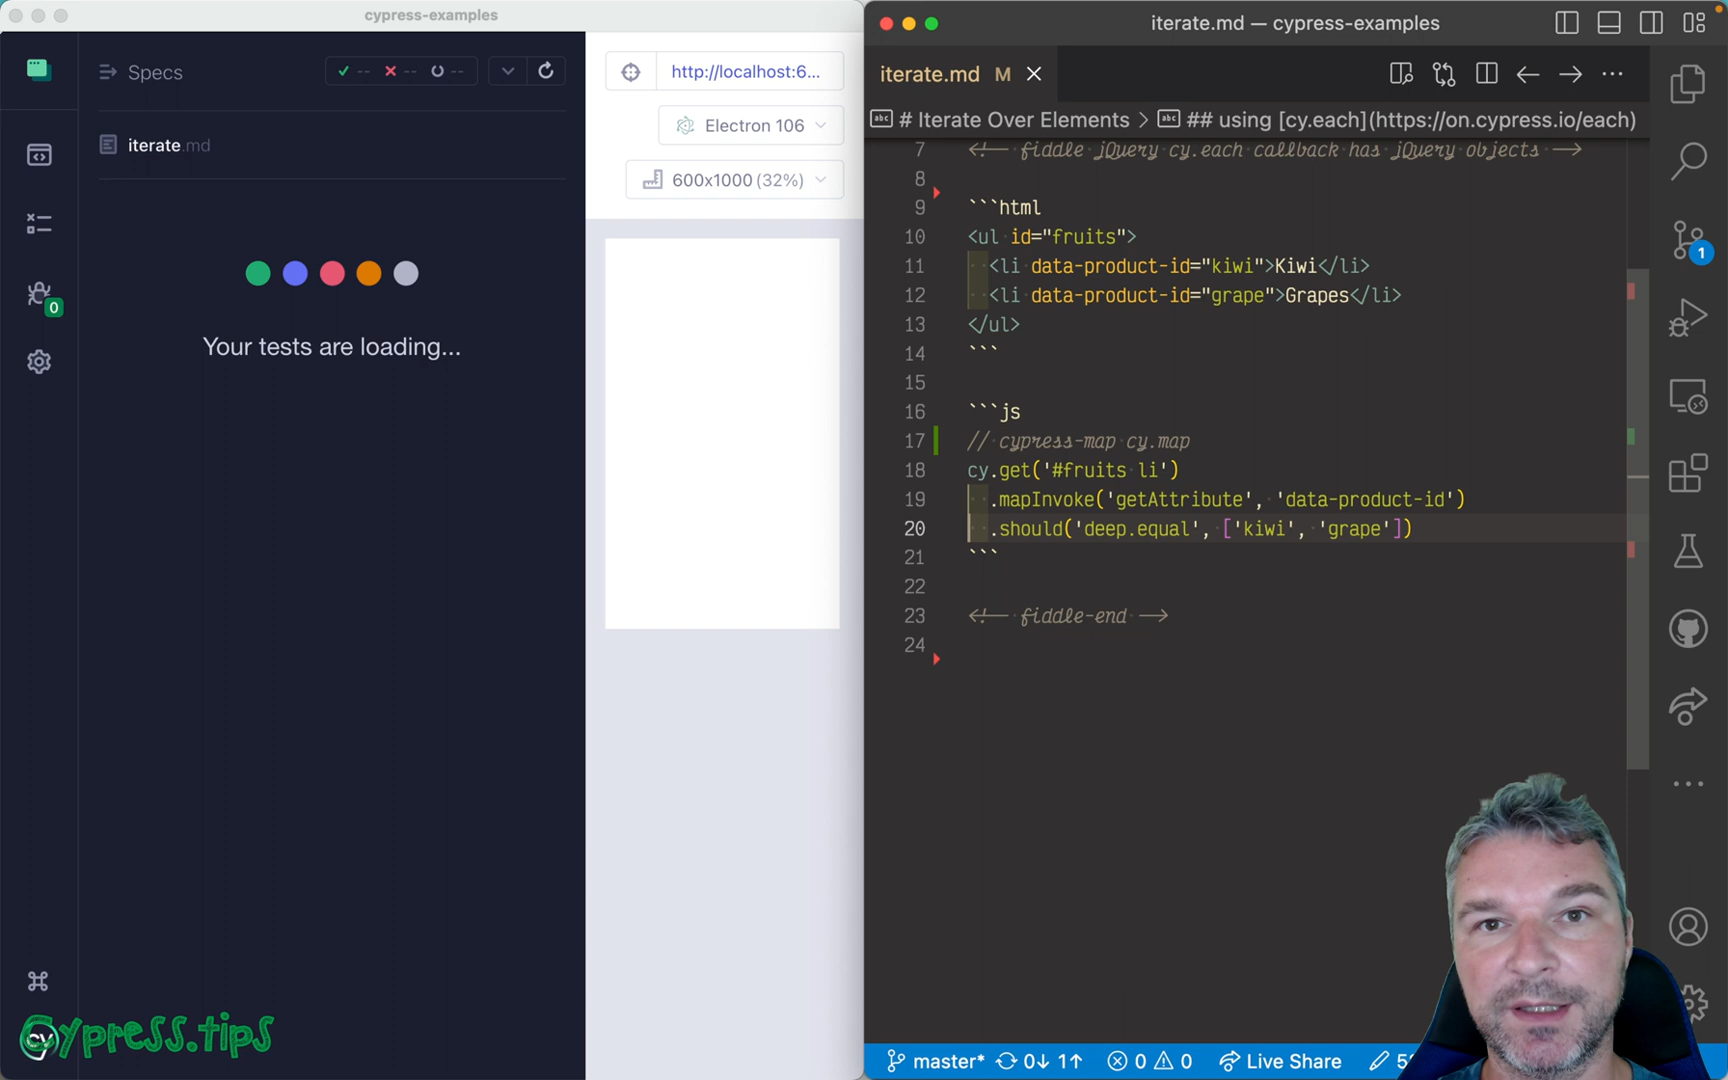 cypress-examples
Specs
-- -- --
iterate.md
0
Your tests are loading...
Cypress.tips
http://localhost:6...
Electron 106
600x1000 (32%)
iterate.md — cypress-examples
iterate.md M
# Iterate Over Elements > ## using [cy.each](https://on.cypress.io/each)
7 <!-- fiddle jQuery cy.each callback has jQuery objects -->
8
9 ```html
10 <ul id="fruits">
11 <li data-product-id="kiwi">Kiwi</li>
12 <li data-product-id="grape">Grapes</li>
13 </ul>
14 ```
15
16 ```js
17 // cypress-map cy.map
18 cy.get('#fruits li')
19 .mapInvoke('getAttribute', 'data-product-id')
20 .should('deep.equal', ['kiwi', 'grape'])
21 ```
22
23 <!-- fiddle-end -->
24
1
master* 0↓ 1↑ 0 0 Live Share